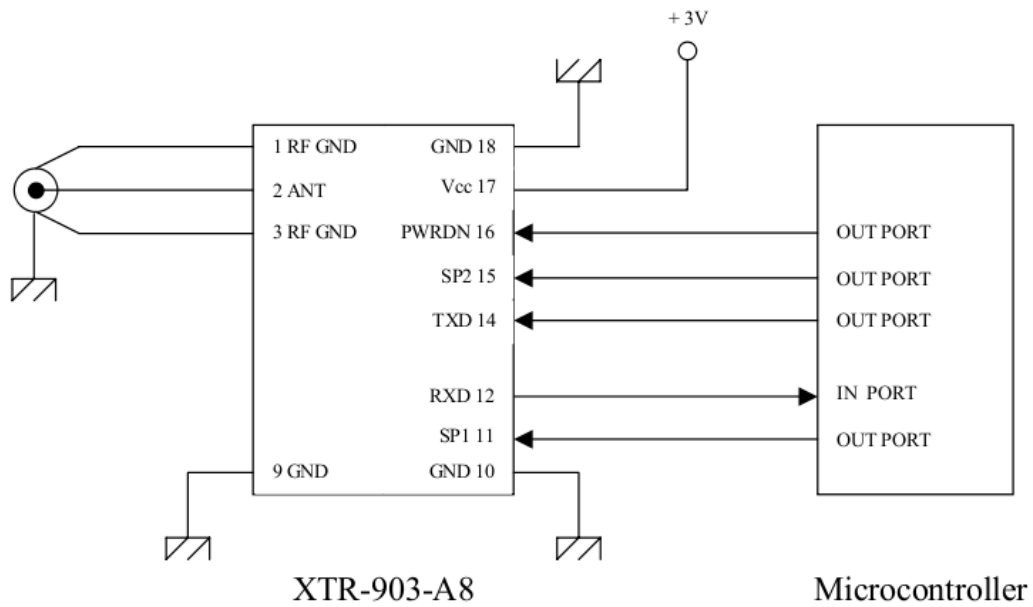 + 3V
1 RF GND
GND 18
2 ANT
Vcc 17
3 RF GND
PWRDN 16
OUT PORT
SP2 15
OUT PORT
TXD 14
OUT PORT
RXD 12
IN PORT
SP1 11
OUT PORT
9 GND
GND 10
XTR-903-A8
Microcontroller